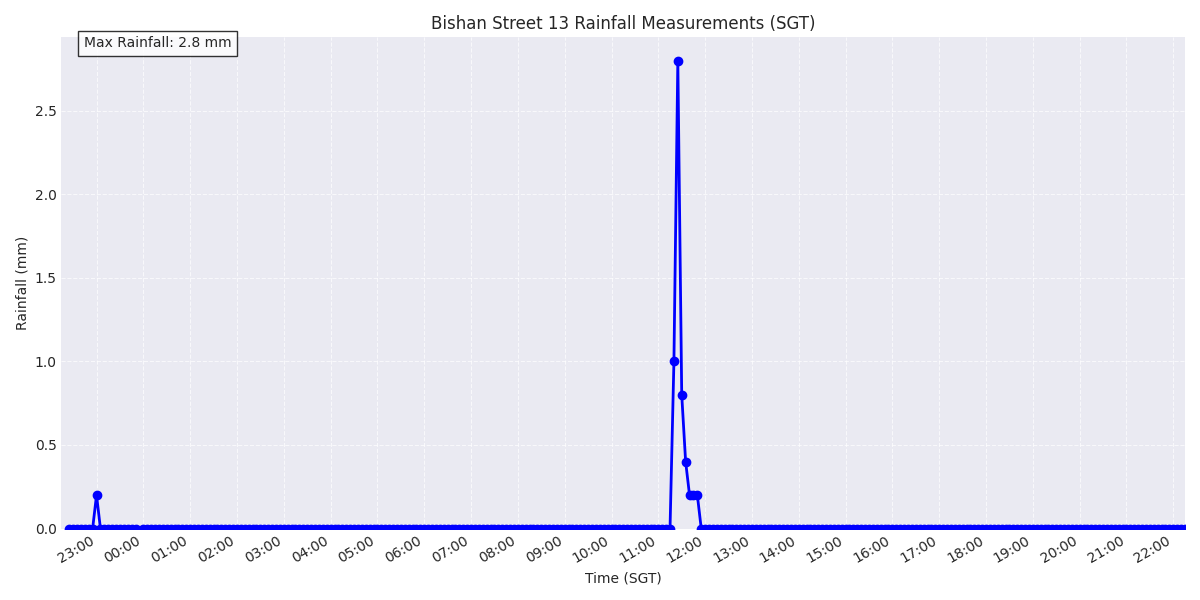 Bishan Street 13 Rainfall Measurements (SGT)
Max Rainfall: 2.8 mm
Rainfall (mm)
2.5
2.0
1.5
1.0
0.5
0.0
23:00 00:00 01:00 02:00 03:00 04:00 05:00 06:00 07:00 08:00 09:00 10:00 11:00 12:00 13:00 14:00 15:00 16:00 17:00 18:00 19:00 20:00 21:00 22:00
Time (SGT)